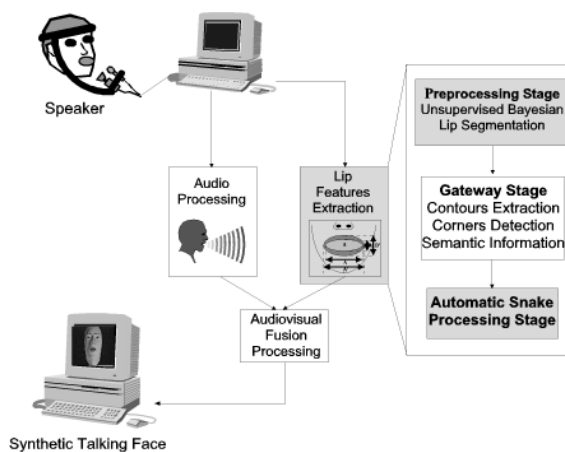 Speaker
Preprocessing Stage
Unsupervised Bayesian
Lip Segmentation
Audio
Processing
Lip
Features
Extraction
Gateway Stage
Contours Extraction
Corners Detection
Semantic Information
Automatic Snake
Processing Stage
Audiovisual
Fusion
Processing
Synthetic Talking Face